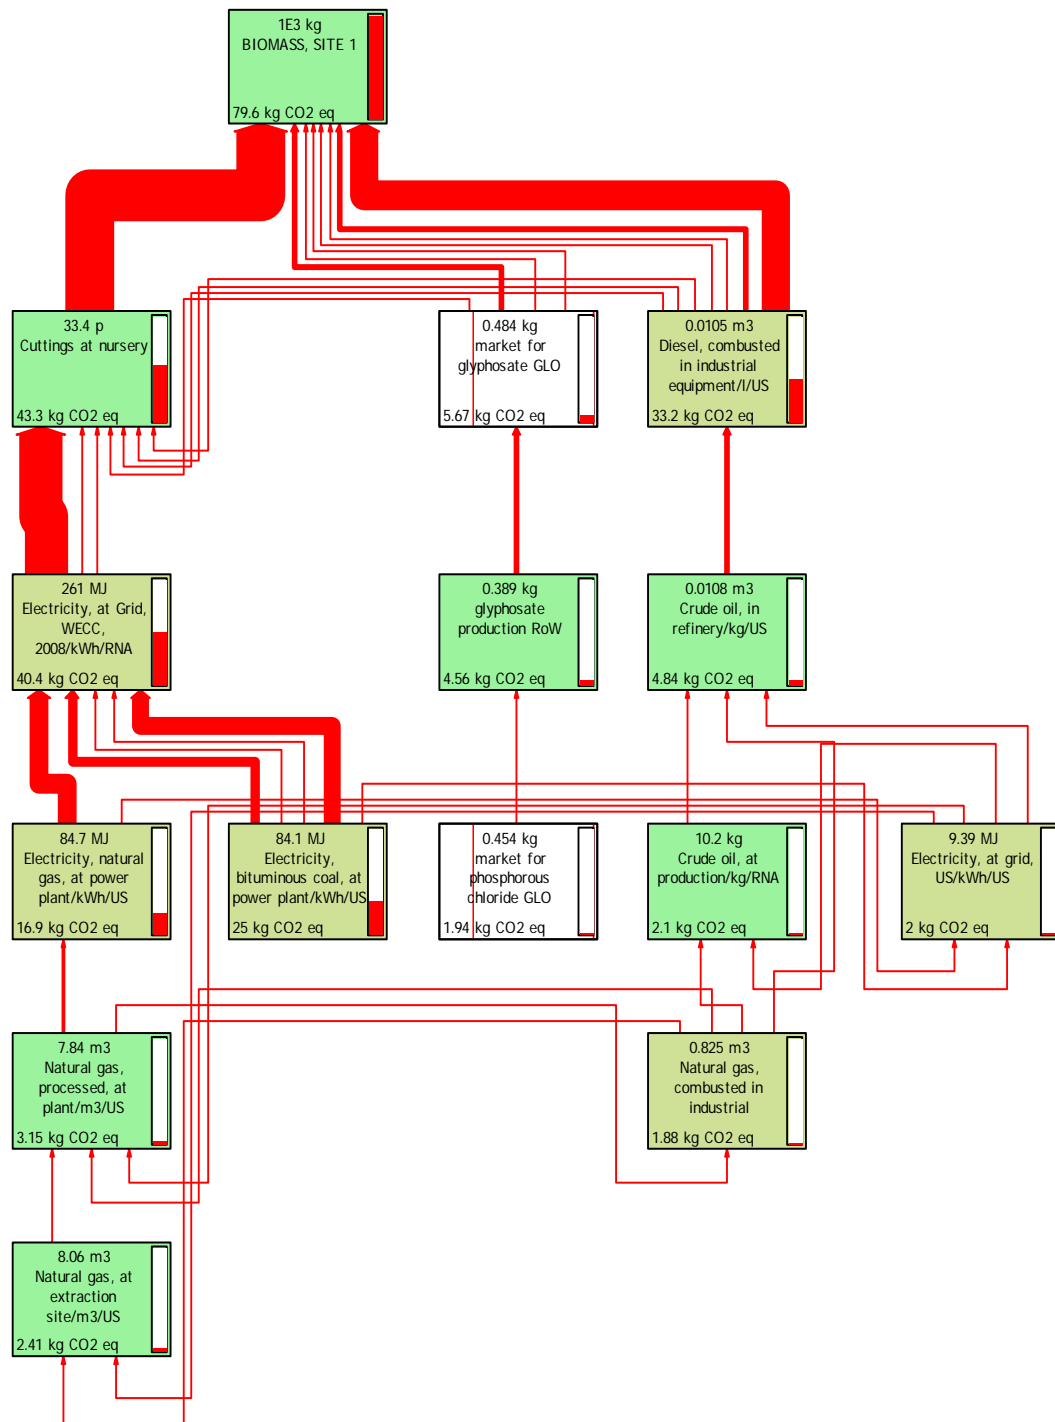 1E3 kg
BIOMASS, SITE 1
79.6 kg CO2 eq
33.4 p
Cuttings at nursery
43.3 kg CO2 eq
0.484 kg
market for
glyphosate GLO
5.67 kg CO2 eq
0.0105 m3
Diesel, combusted
in industrial
equipment/l/US
33.2 kg CO2 eq
261 MJ
Electricity, at Grid,
WECC,
2008/kWh/RNA
40.4 kg CO2 eq
0.389 kg
glyphosate
production RoW
4.56 kg CO2 eq
0.0108 m3
Crude oil, in
refinery/kg/US
4.84 kg CO2 eq
84.7 MJ
Electricity, natural
gas, at power
plant/kWh/US
16.9 kg CO2 eq
84.1 MJ
Electricity,
bituminous coal, at
power plant/kWh/US
25 kg CO2 eq
0.454 kg
market for
phosphorous
chloride GLO
1.94 kg CO2 eq
10.2 kg
Crude oil, at
production/kg/RNA
2.1 kg CO2 eq
9.39 MJ
Electricity, at grid,
US/kWh/US
2 kg CO2 eq
7.84 m3
Natural gas,
processed, at
plant/m3/US
3.15 kg CO2 eq
0.825 m3
Natural gas,
combusted in
industrial
1.88 kg CO2 eq
8.06 m3
Natural gas, at
extraction
site/m3/US
2.41 kg CO2 eq